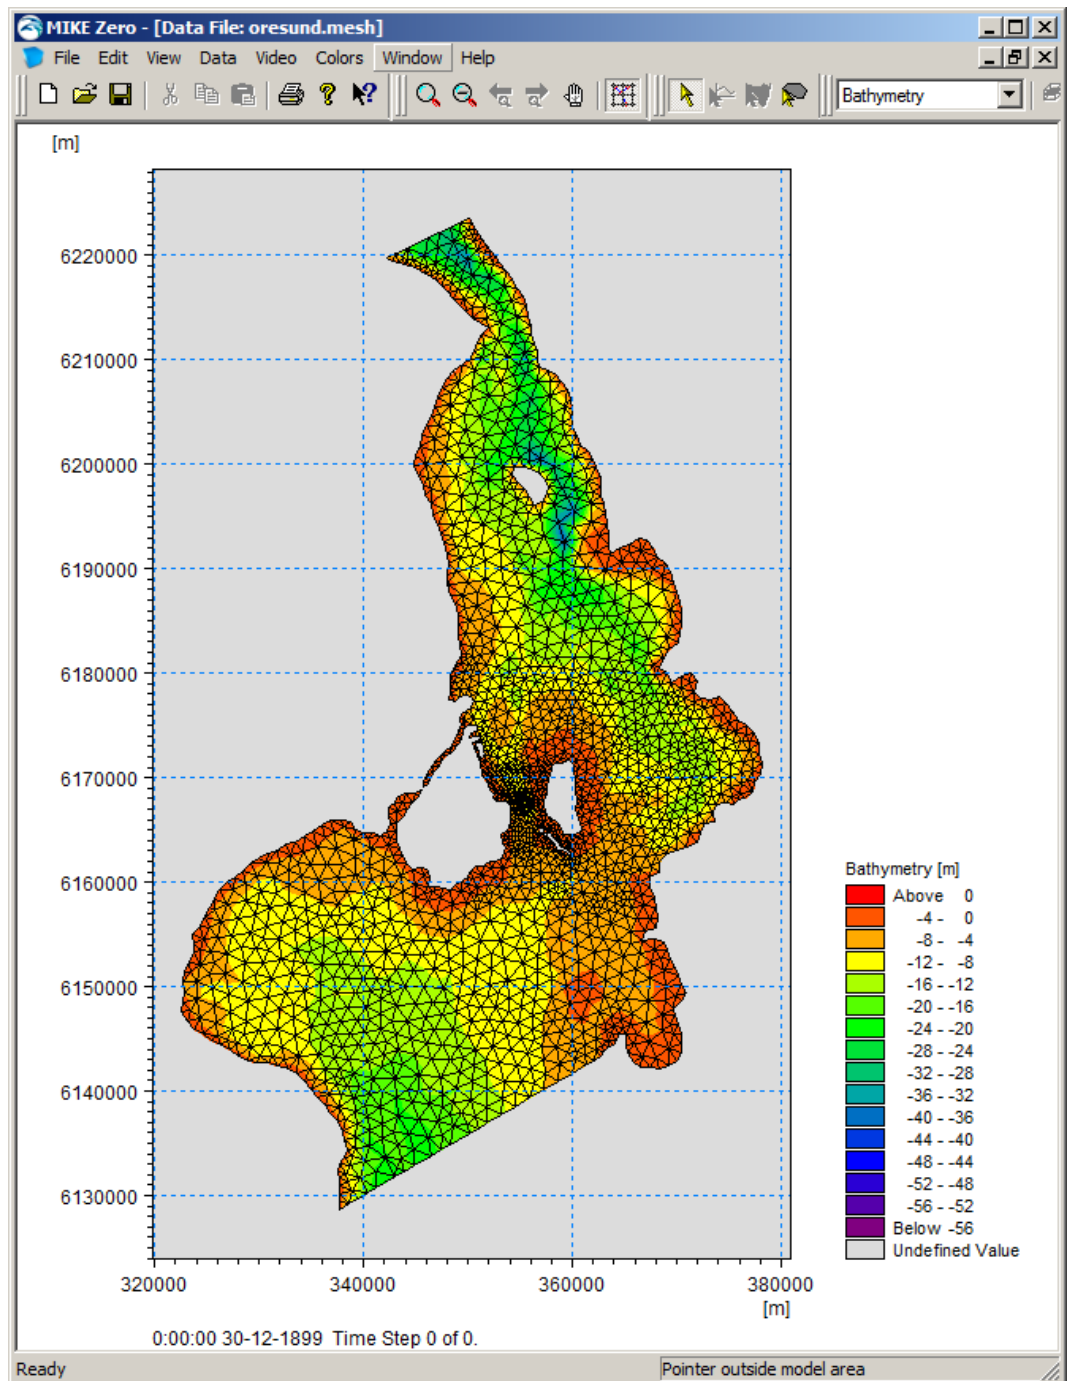 MIKE Zero - [Data File: oresund.mesh]
File Edit View Data Video Colors Window Help
Bathymetry
[m]
6220000
6210000
6200000
6190000
6180000
6170000
6160000
6150000
6140000
6130000
320000 340000 360000 380000
[m]
Bathymetry [m]
Above 0
-4 - 0
-8 - -4
-12 - -8
-16 - -12
-20 - -16
-24 - -20
-28 - -24
-32 - -28
-36 - -32
-40 - -36
-44 - -40
-48 - -44
-52 - -48
-56 - -52
Below -56
Undefined Value
0:00:00 30-12-1899 Time Step 0 of 0.
Ready Pointer outside model area